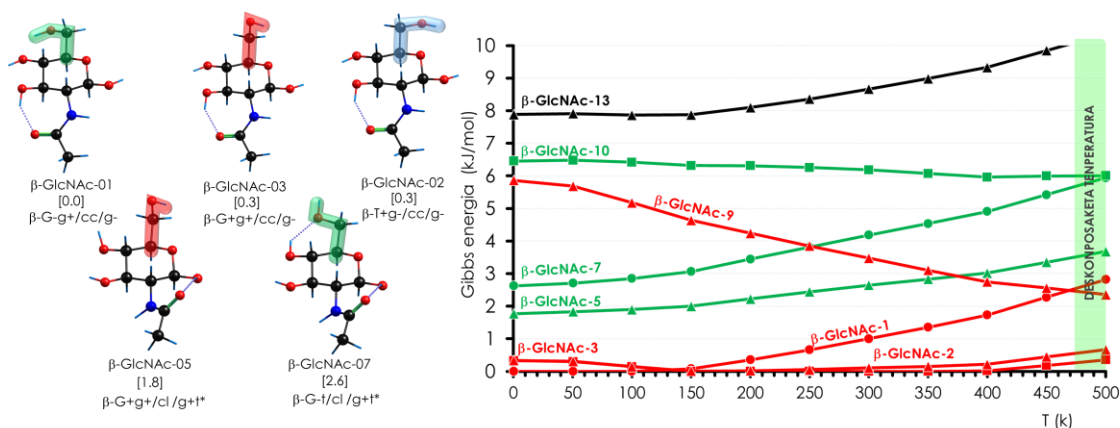 β-GlcNAc-01
[0.0]
β-G-g+/cc/g-
β-GlcNAc-03
[0.3]
β-G+g+/cc/g-
β-GlcNAc-02
[0.3]
β-T+g-/cc/g-
β-GlcNAc-05
[1.8]
β-G+g+/cl /g+t*
β-GlcNAc-07
[2.6]
β-G-t/cl /g+t*
Gibbs energia (kJ/mol)
10
9
8
7
6
5
4
3
2
1
0
β-GlcNAc-13
β-GlcNAc-10
β-GlcNAc-9
β-GlcNAc-7
β-GlcNAc-5
β-GlcNAc-3
β-GlcNAc-1
β-GlcNAc-2
DESKONPOSAKETA TENPERATURA
0 50 100 150 200 250 300 350 400 450 500
T (k)